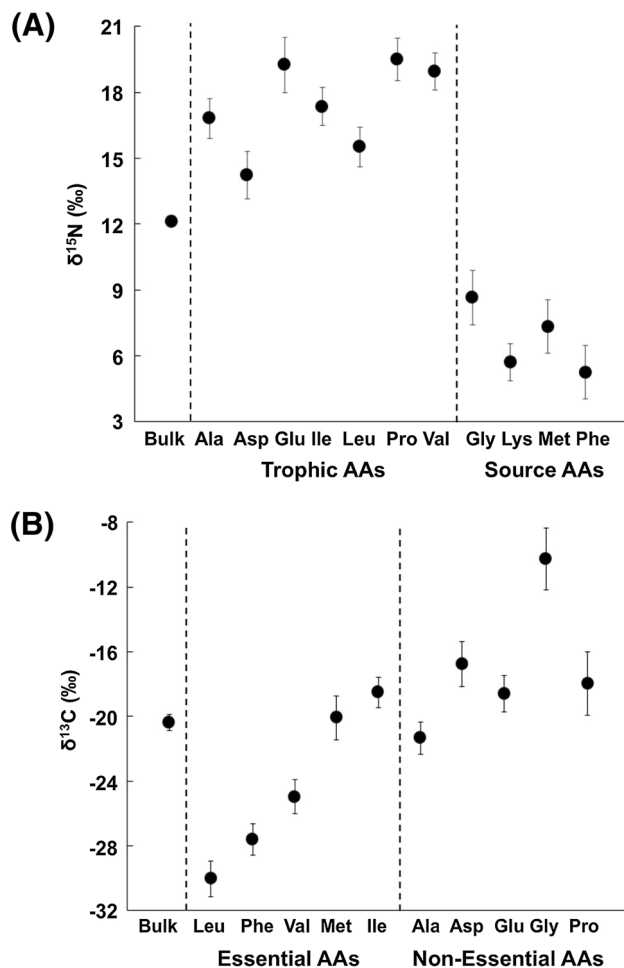 (A)
21
18
15
12
9
6
3
δ¹⁵N (‰)
Bulk Ala Asp Glu Ile Leu Pro Val Gly Lys Met Phe
Trophic AAs Source AAs
(B)
-8
-12
-16
-20
-24
-28
-32
δ¹³C (‰)
Bulk Leu Phe Val Met Ile Ala Asp Glu Gly Pro
Essential AAs Non-Essential AAs